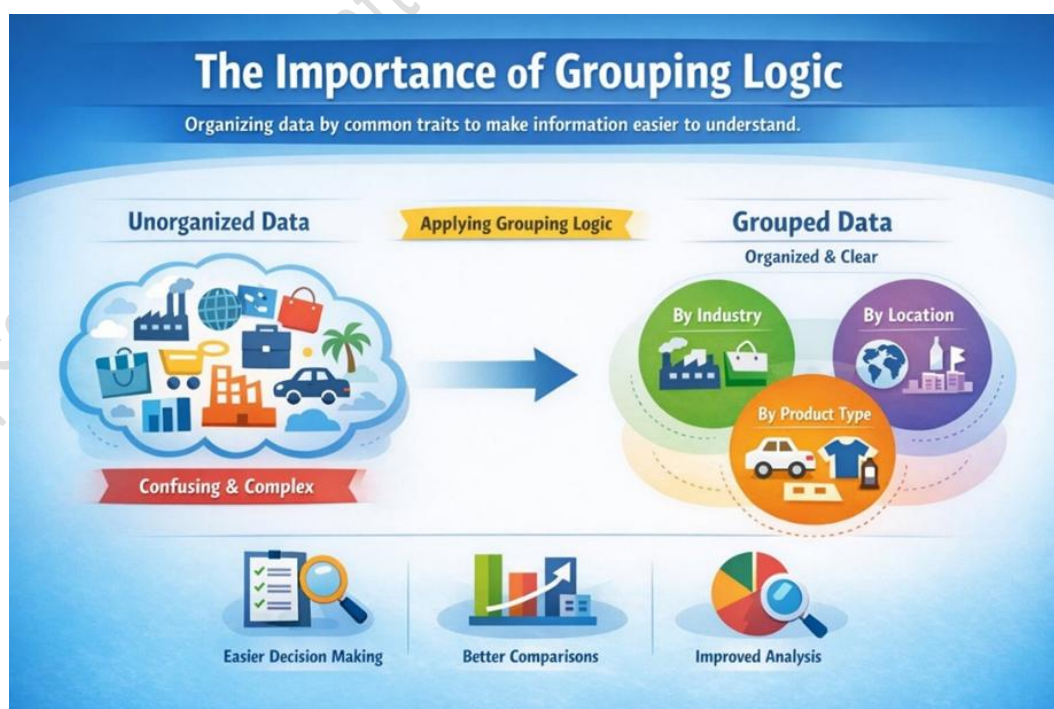 The Importance of Grouping Logic
Organizing data by common traits to make information easier to understand.
Unorganized Data
Applying Grouping Logic
Grouped Data
Organized & Clear
By Industry
By Location
By Product Type
Confusing & Complex
Easier Decision Making
Better Comparisons
Improved Analysis